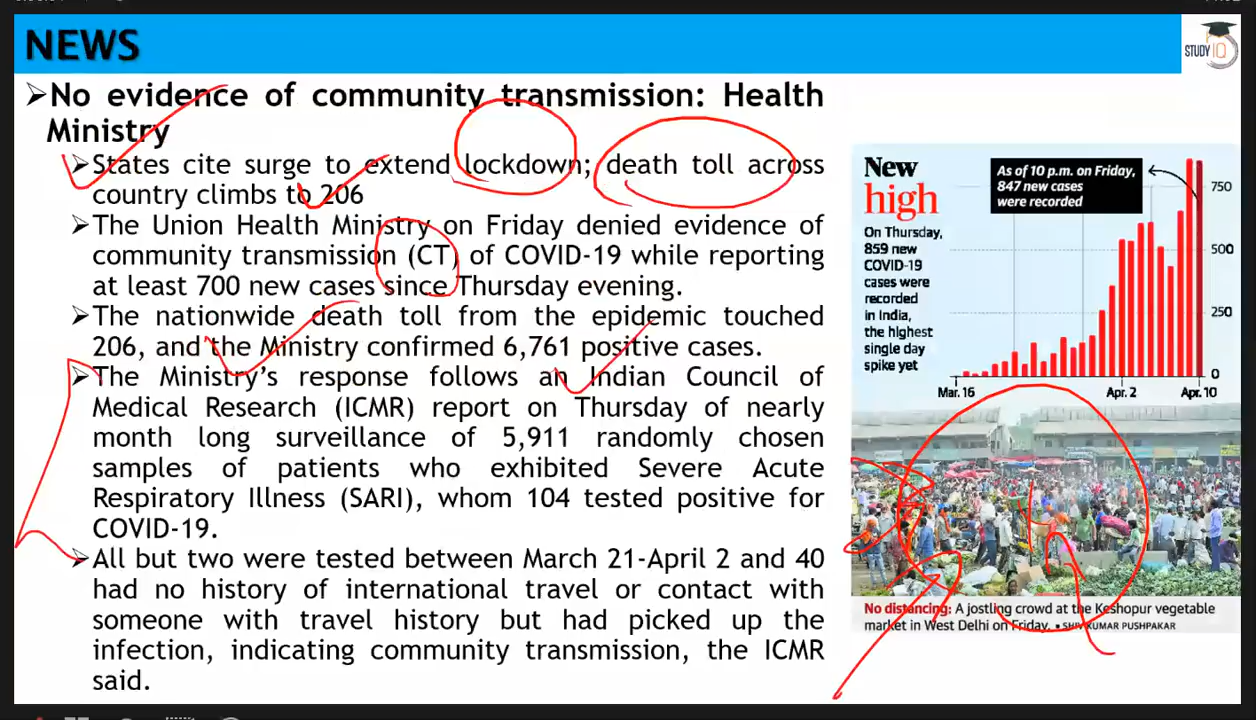 NEWS
STUDY IQ
➢No evidence of community transmission: Health
Ministry
➢States cite surge to extend lockdown; death toll across
country climbs to 206
➢The Union Health Ministry on Friday denied evidence of
community transmission (CT) of COVID-19 while reporting
at least 700 new cases since Thursday evening.
➢The nationwide death toll from the epidemic touched
206, and the Ministry confirmed 6,761 positive cases.
➢The Ministry's response follows an Indian Council of
Medical Research (ICMR) report on Thursday of nearly
month long surveillance of 5,911 randomly chosen
samples of patients who exhibited Severe Acute
Respiratory Illness (SARI), whom 104 tested positive for
COVID-19.
➢All but two were tested between March 21-April 2 and 40
had no history of international travel or contact with
someone with travel history but had picked up the
infection, indicating community transmission, the ICMR
said.
New
high
On Thursday,
859 new
COVID-19
cases were
recorded
in India,
the highest
single day
spike yet
As of 10 p.m. on Friday,
847 new cases
were recorded
750
500
250
0
Mar. 16 Apr. 2 Apr. 10
No distancing: A jostling crowd at the Keshopur vegetable
market in West Delhi on Friday. • SHIV KUMAR PUSHPAKAR